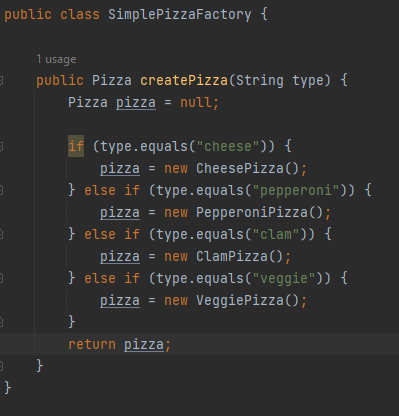 public class SimplePizzaFactory {
1 usage
public Pizza createPizza(String type) {
Pizza pizza = null;
if (type.equals("cheese")) {
pizza = new CheesePizza();
} else if (type.equals("pepperoni")) {
pizza = new PepperoniPizza();
} else if (type.equals("clam")) {
pizza = new ClamPizza();
} else if (type.equals("veggie")) {
pizza = new VeggiePizza();
}
return pizza;
}
}